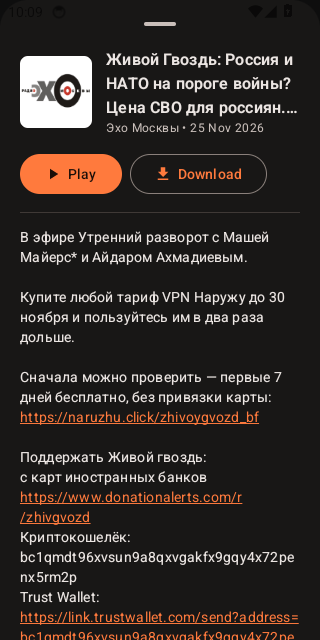 10:09
Живой Гвоздь: Россия и
НАТО на пороге войны?
Цена СВО для россиян....
РАДИО ЭХО МОСКВЫ
Эхо Москвы • 25 Nov 2026
Play
Download
В эфире Утренний разворот с Машей
Майерс* и Айдаром Ахмадиевым.
Купите любой тариф VPN Наружу до 30
ноября и пользуйтесь им в два раза
дольше.
Сначала можно проверить — первые 7
дней бесплатно, без привязки карты:
https://naruzhu.click/zhivoygvozd_bf
Поддержать Живой гвоздь:
с карт иностранных банков
https://www.donationalerts.com/r
/zhivgvozd
Криптокошелёк:
bc1qmdt96xvsun9a8qxvgakfx9gqy4x72pe
nx5rm2p
Trust Wallet:
https://link.trustwallet.com/send?address=
bc1qmdt96xvsun9a8qxvgakfx9gqy4x72pe